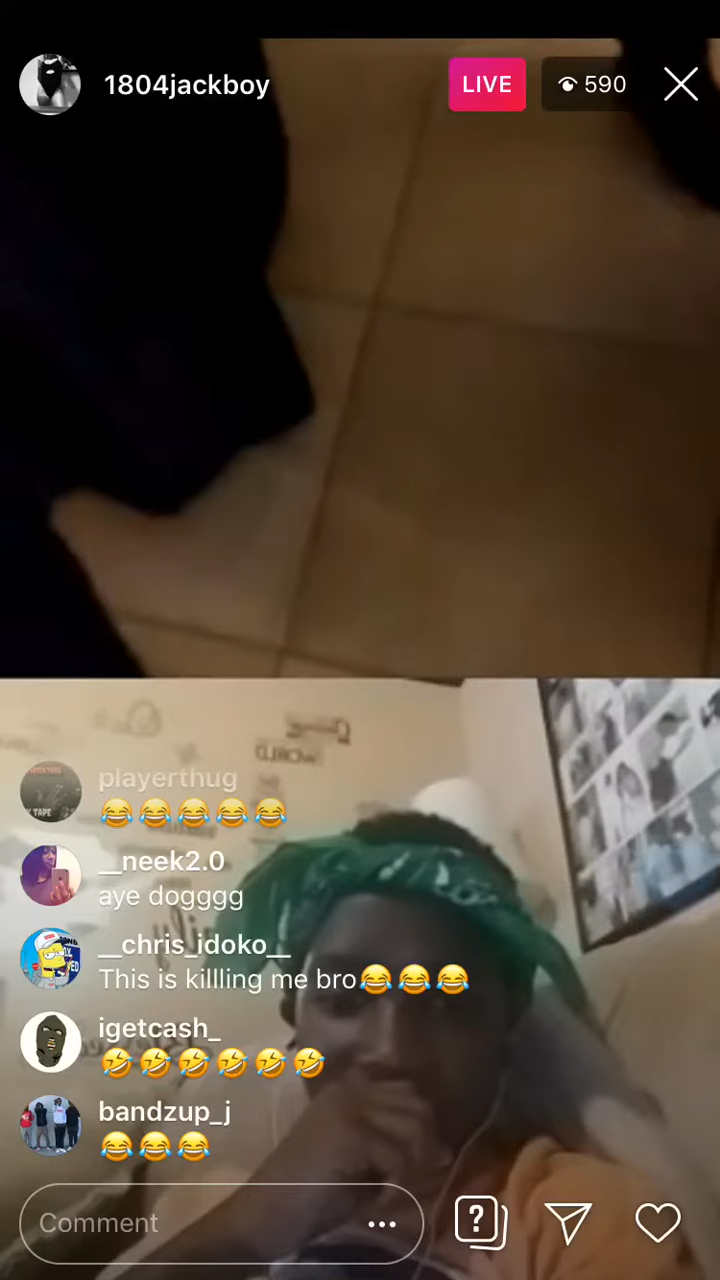 1804jackboy
LIVE
590
playerthug
😂😂😂😂😂
__neek2.0
aye dogggg
__chris_idoko__
This is killling me bro😂😂😂
igetcash_
🤣🤣🤣🤣🤣🤣
bandzup_j
😂😂😂
Comment